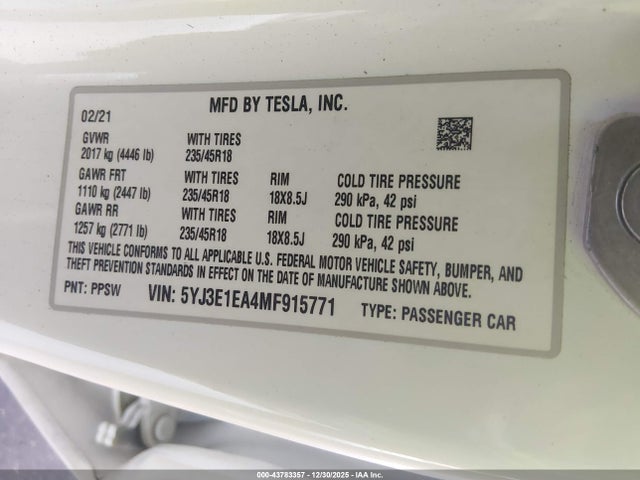 MFD BY TESLA, INC.
02/21
GVWR WITH TIRES
2017 kg (4446 lb) 235/45R18
GAWR FRT WITH TIRES RIM COLD TIRE PRESSURE
1110 kg (2447 lb) 235/45R18 18X8.5J 290 kPa, 42 psi
GAWR RR WITH TIRES RIM COLD TIRE PRESSURE
1257 kg (2771 lb) 235/45R18 18X8.5J 290 kPa, 42 psi
THIS VEHICLE CONFORMS TO ALL APPLICABLE U.S. FEDERAL MOTOR VEHICLE SAFETY, BUMPER, AND
THEFT PREVENTION STANDARDS IN EFFECT ON THE DATE OF MANUFACTURE SHOWN ABOVE.
PNT: PPSW VIN: 5YJ3E1EA4MF915771 TYPE: PASSENGER CAR
000-43783357 - 12/30/2025 - IAA Inc.